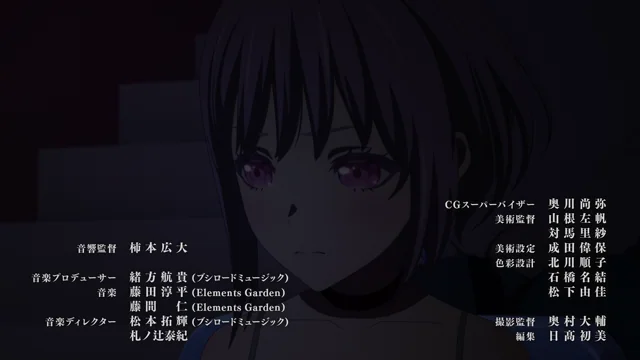 音響監督 柿本広大
音楽プロデューサー 緒方航貴(ブシロードミュージック)
音楽 藤田淳平(Elements Garden)
藤間 仁(Elements Garden)
音楽ディレクター 松本拓輝(ブシロードミュージック)
札ノ辻泰紀
CGスーパーバイザー 奥川尚弥
美術監督 山根左帆
対馬里紗
美術設定 成田偉保
色彩設計 北川順子
石橋名結
松下由佳
撮影監督 奥村大輔
編集 日髙初美